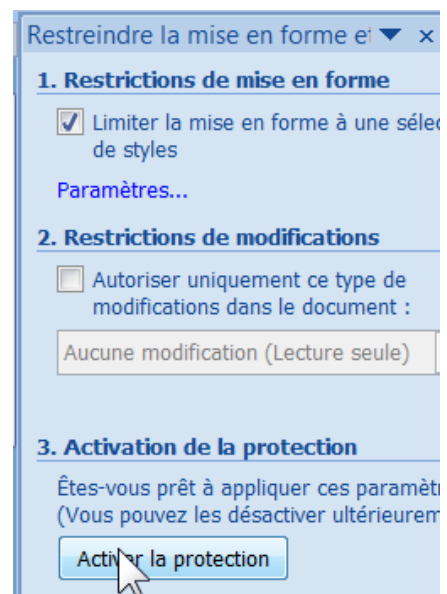 Restreindre la mise en forme et
1. Restrictions de mise en forme
Limiter la mise en forme à une sélec
de styles
Paramètres...
2. Restrictions de modifications
Autoriser uniquement ce type de
modifications dans le document :
Aucune modification (Lecture seule)
3. Activation de la protection
Êtes-vous prêt à appliquer ces paramètr
(Vous pouvez les désactiver ultérieurem
Activer la protection